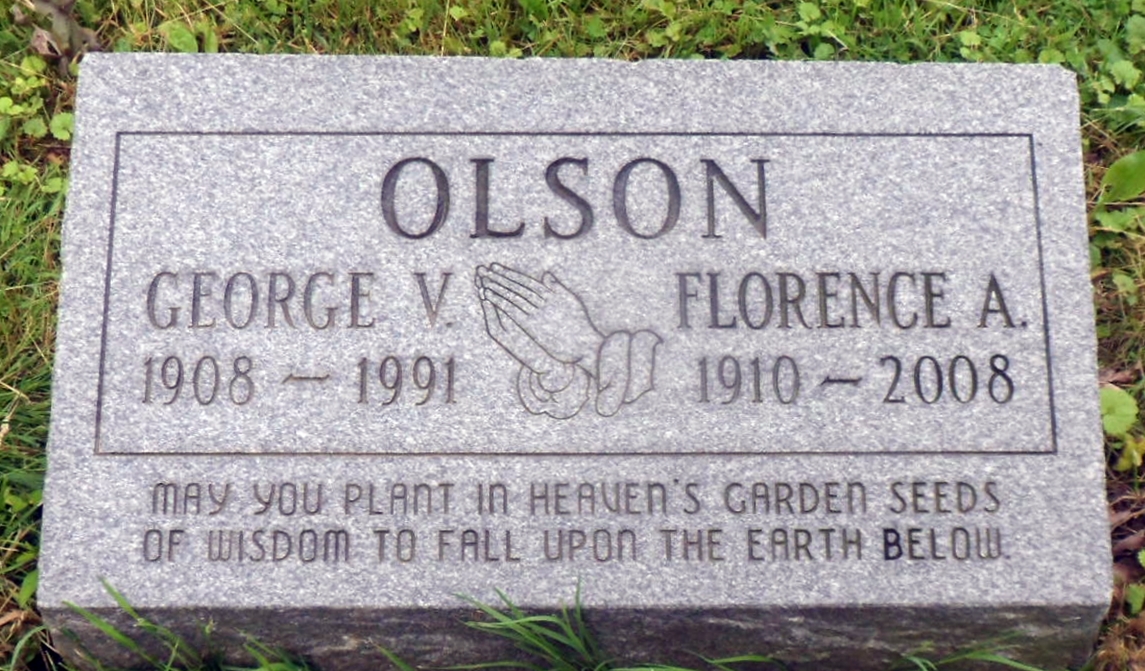 OLSON
GEORGE V. FLORENCE A.
1908 – 1991 1910 – 2008
MAY YOU PLANT IN HEAVEN'S GARDEN SEEDS
OF WISDOM TO FALL UPON THE EARTH BELOW.